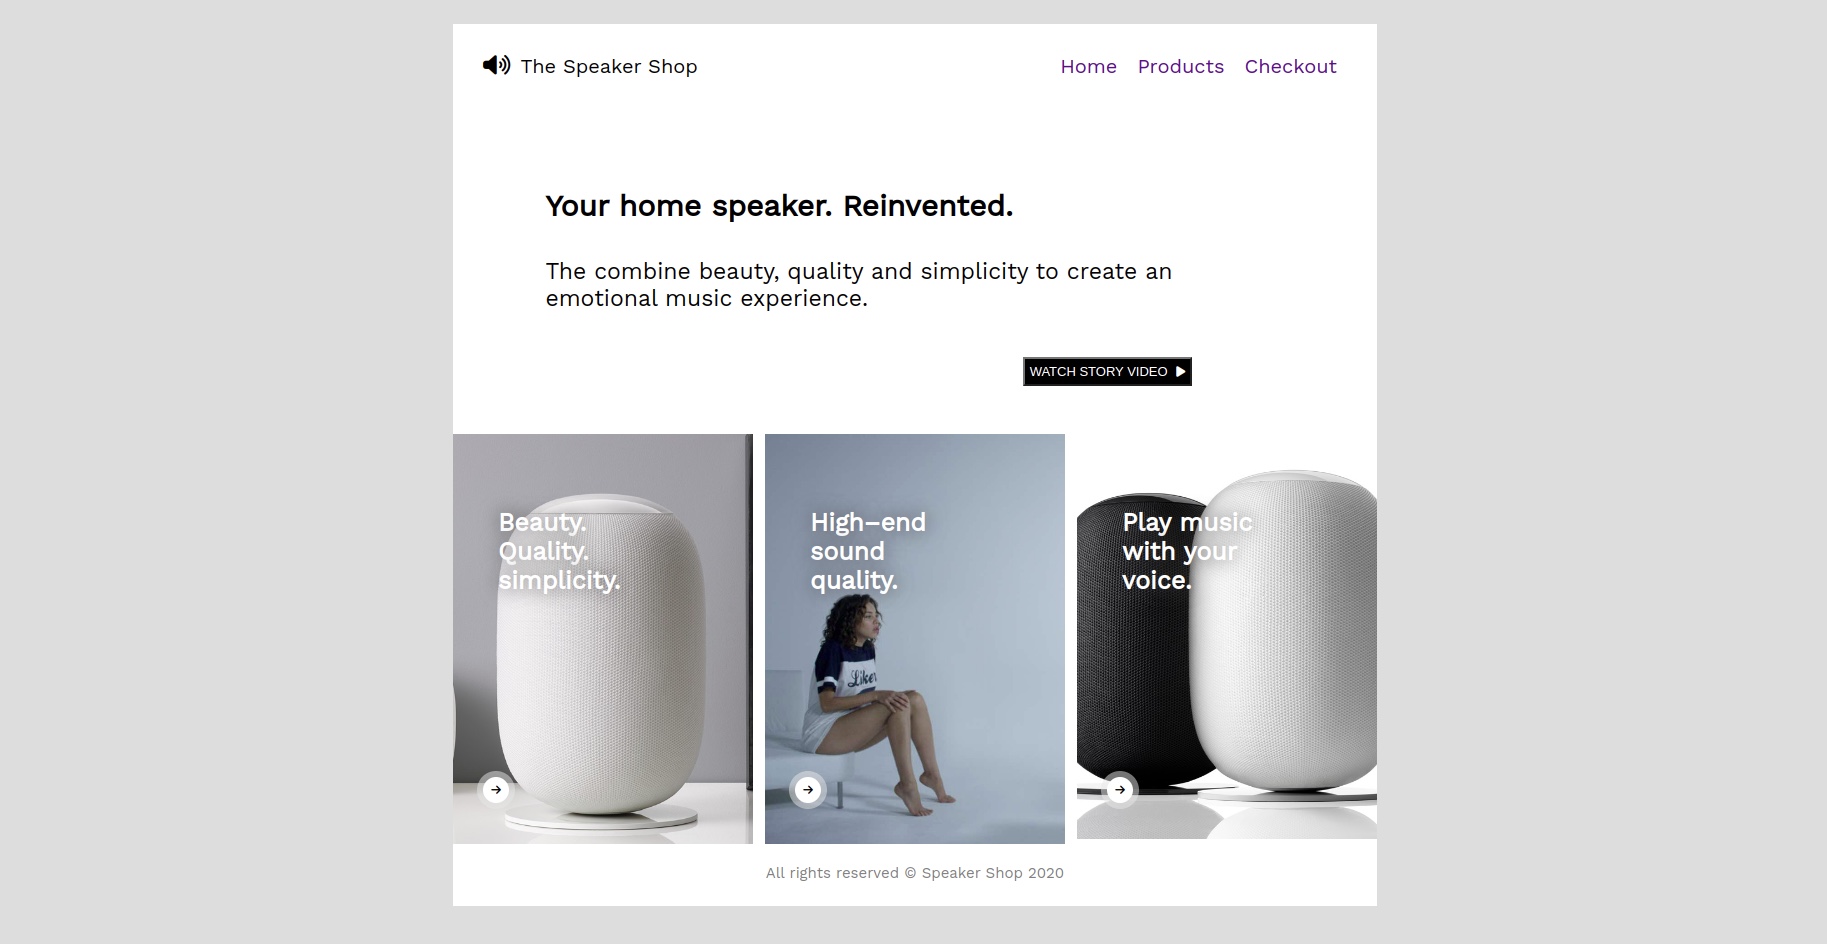 The Speaker Shop
Home Products Checkout
Your home speaker. Reinvented.
The combine beauty, quality and simplicity to create an
emotional music experience.
WATCH STORY VIDEO
Beauty.
Quality.
simplicity.
High–end
sound
quality.
Liker
Play music
with your
voice.
All rights reserved © Speaker Shop 2020